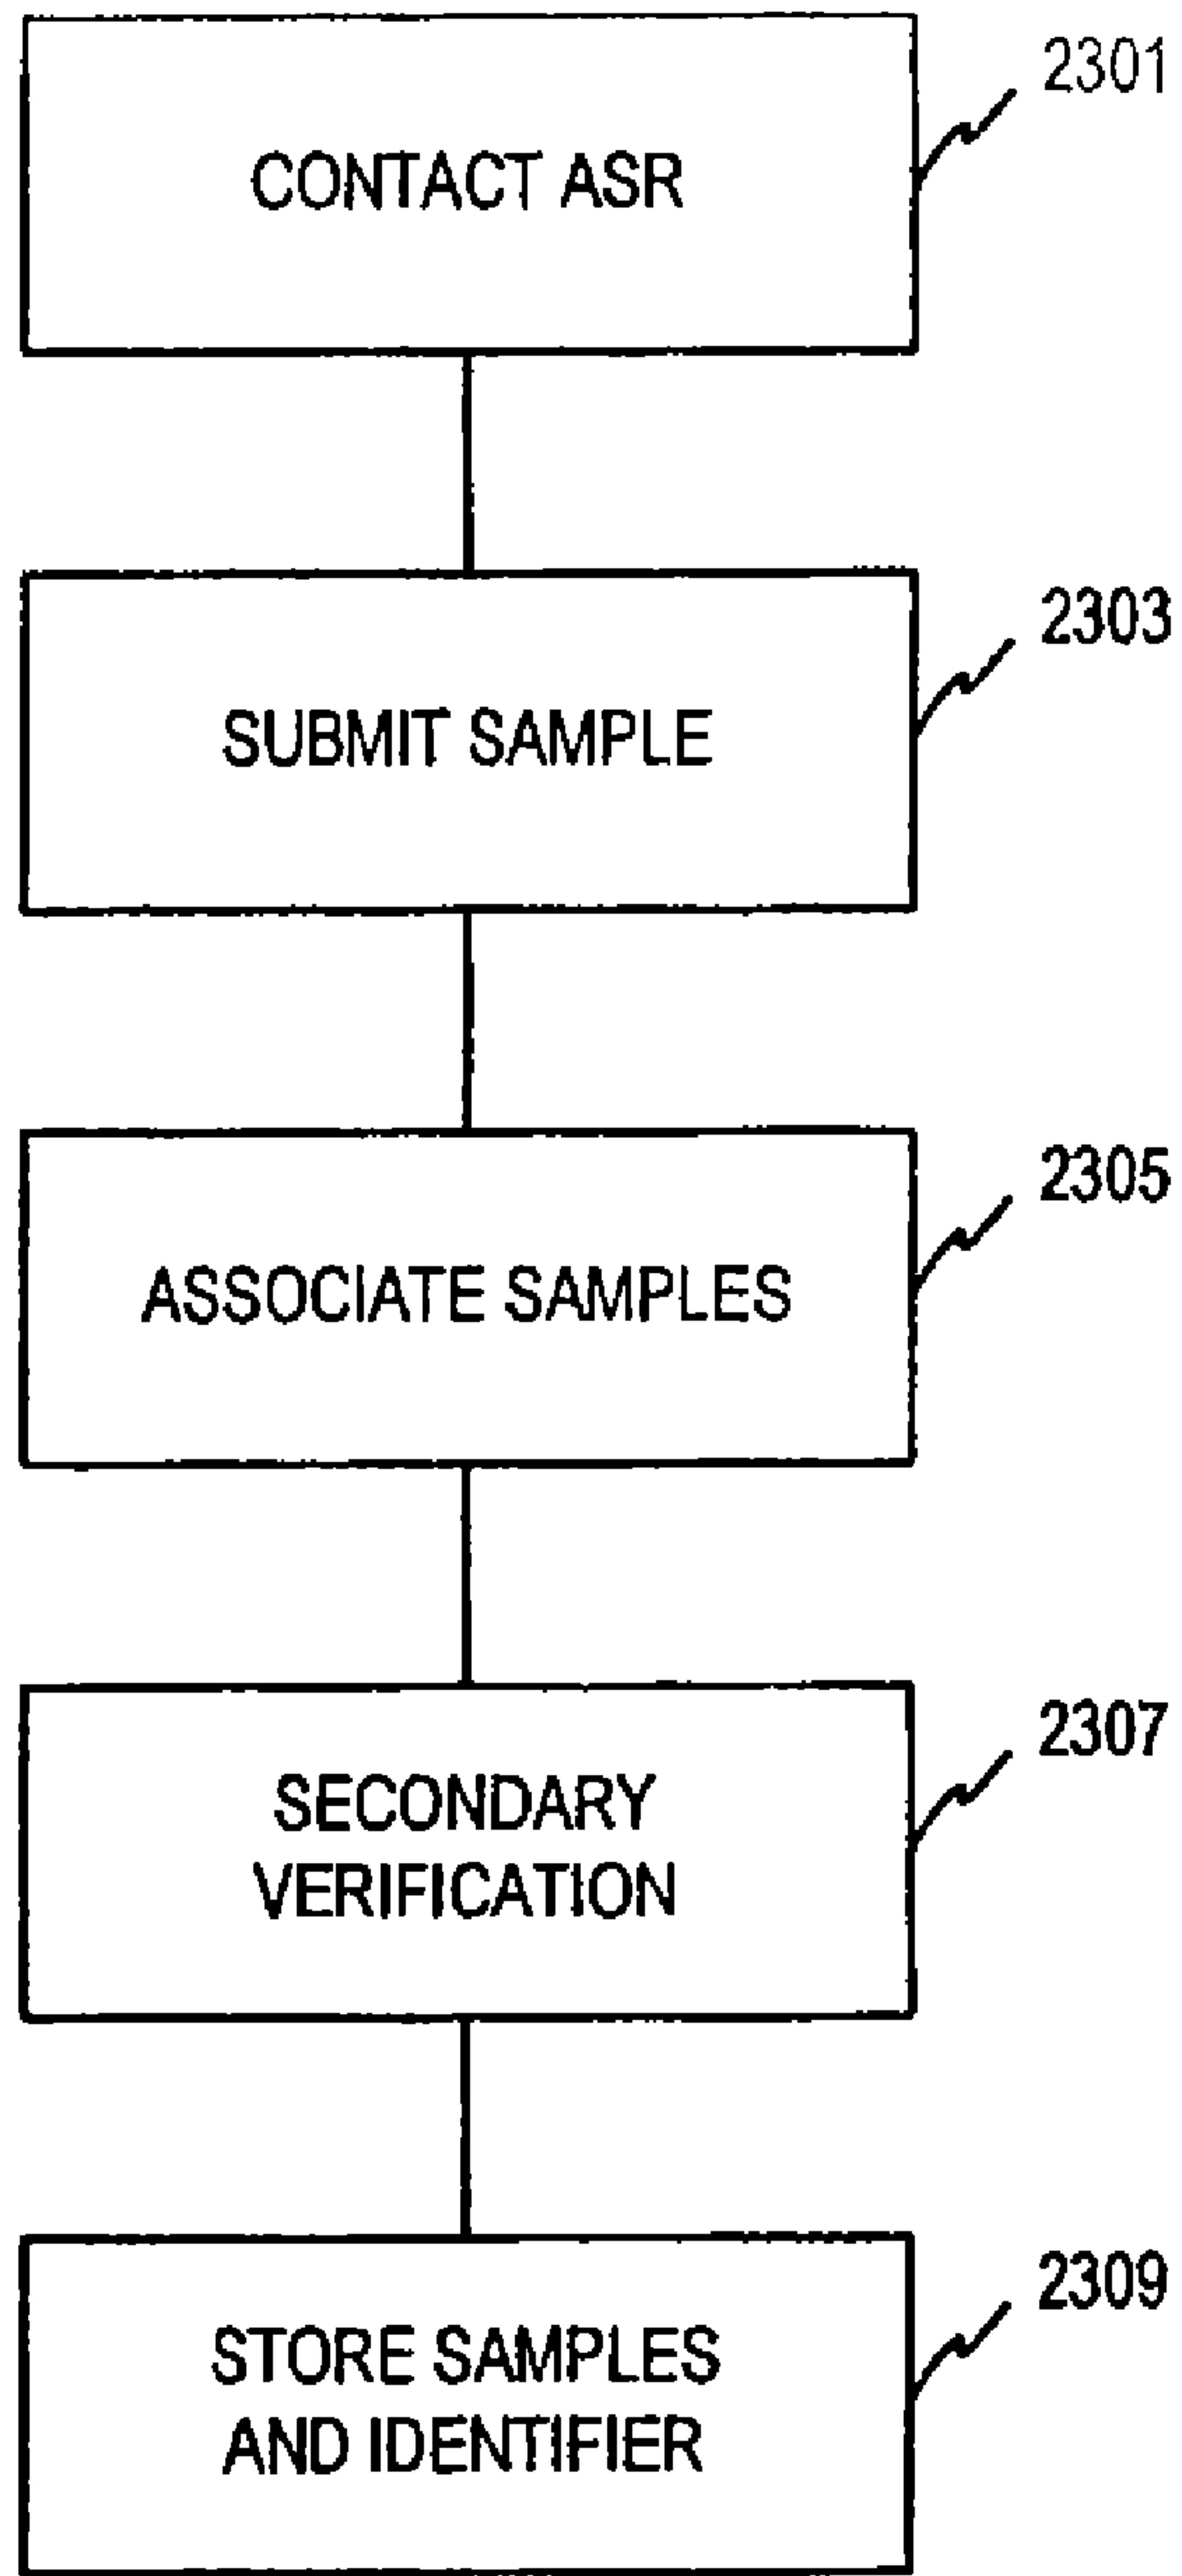 2301
CONTACT ASR
2303
SUBMIT SAMPLE
2305
ASSOCIATE SAMPLES
2307
SECONDARY
VERIFICATION
2309
STORE SAMPLES
AND IDENTIFIER